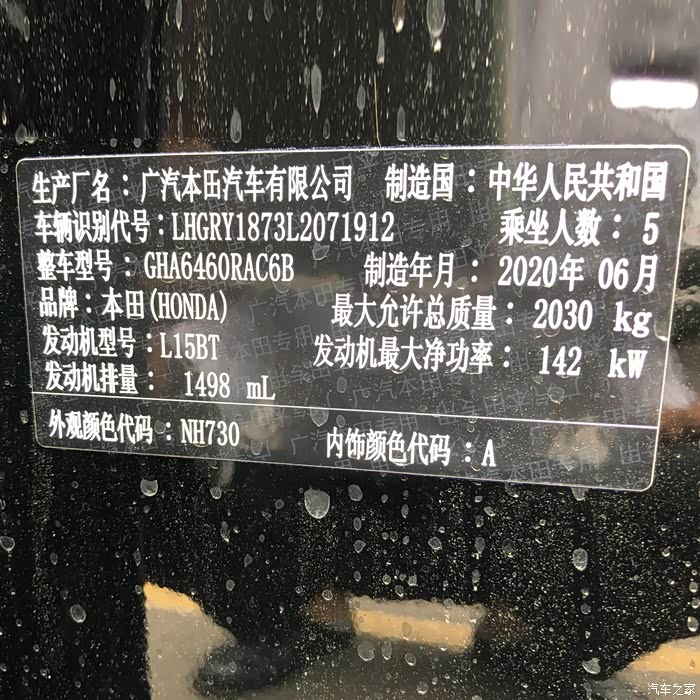 生产厂名：广汽本田汽车有限公司 制造国：中华人民共和国
车辆识别代号：LHGRY1873L2071912 乘坐人数：5
整车型号：GHA6460RAC6B 制造年月：2020年 06月
品牌：本田(HONDA) 最大允许总质量：2030 kg
发动机型号：L15BT 发动机最大净功率：142 kW
发动机排量：1498 mL
外观颜色代码：NH730 内饰颜色代码：A
汽车之家